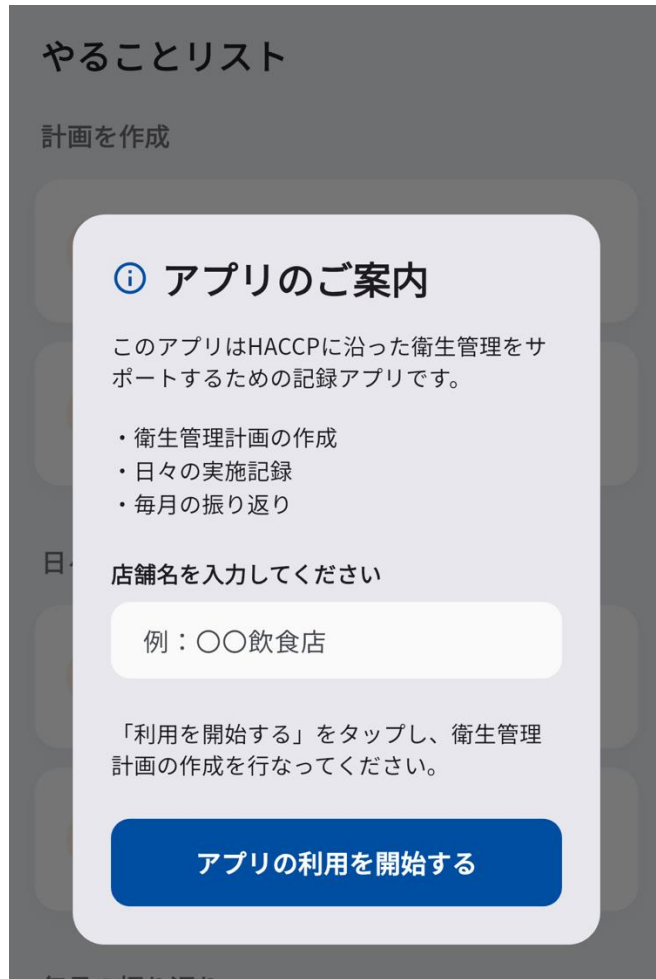 やることリスト
計画を作成
アプリのご案内
このアプリはHACCPに沿った衛生管理をサ
ポートするための記録アプリです。
・衛生管理計画の作成
・日々の実施記録
・毎月の振り返り
日々
店舗名を入力してください
例：〇〇飲食店
「利用を開始する」をタップし、衛生管理
計画の作成を行なってください。
アプリの利用を開始する